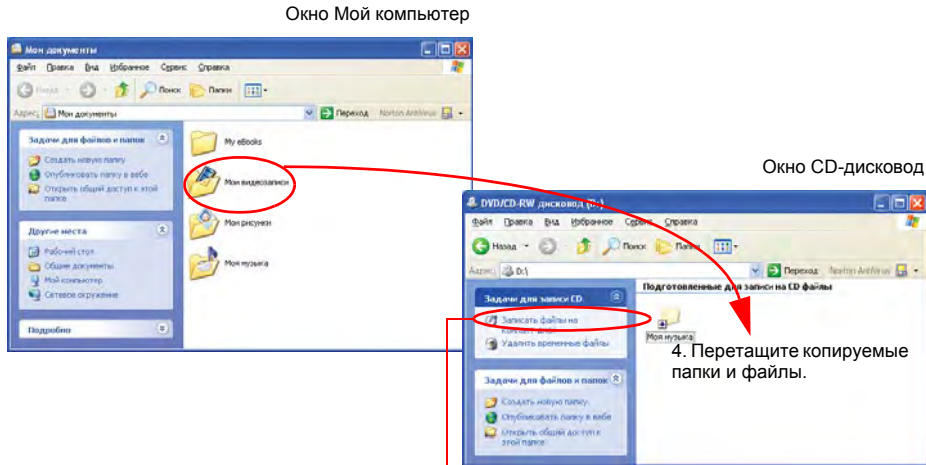 Окно Мой компьютер
Мои документы
Файл Правка Вид Избранное Сервис Справка
Назад Поиск Папки
Адрес: Мои документы Переход Norton AntiVirus
Задачи для файлов и папок
Создать новую папку
Опубликовать папку в вебе
Открыть общий доступ к этой
папке
Другие места
Рабочий стол
Общие документы
Мой компьютер
Сетевое окружение
Подробно
My eBooks
Мои видеозаписи
Мои рисунки
Моя музыка
Окно CD-дисковод
DVD/CD-RW дисковод (D:)
Файл Правка Вид Избранное Сервис Справка
Назад Поиск Папки
Адрес: D:\ Переход Norton AntiVirus
Подготовленные для записи на CD файлы
Задачи для записи CD
Записать файлы на
компакт-диск
Удалить временные файлы
Задачи для файлов и папок
Создать новую папку
Опубликовать папку в вебе
Открыть общий доступ к
этой папке
Моя музыка
4. Перетащите копируемые
папки и файлы.